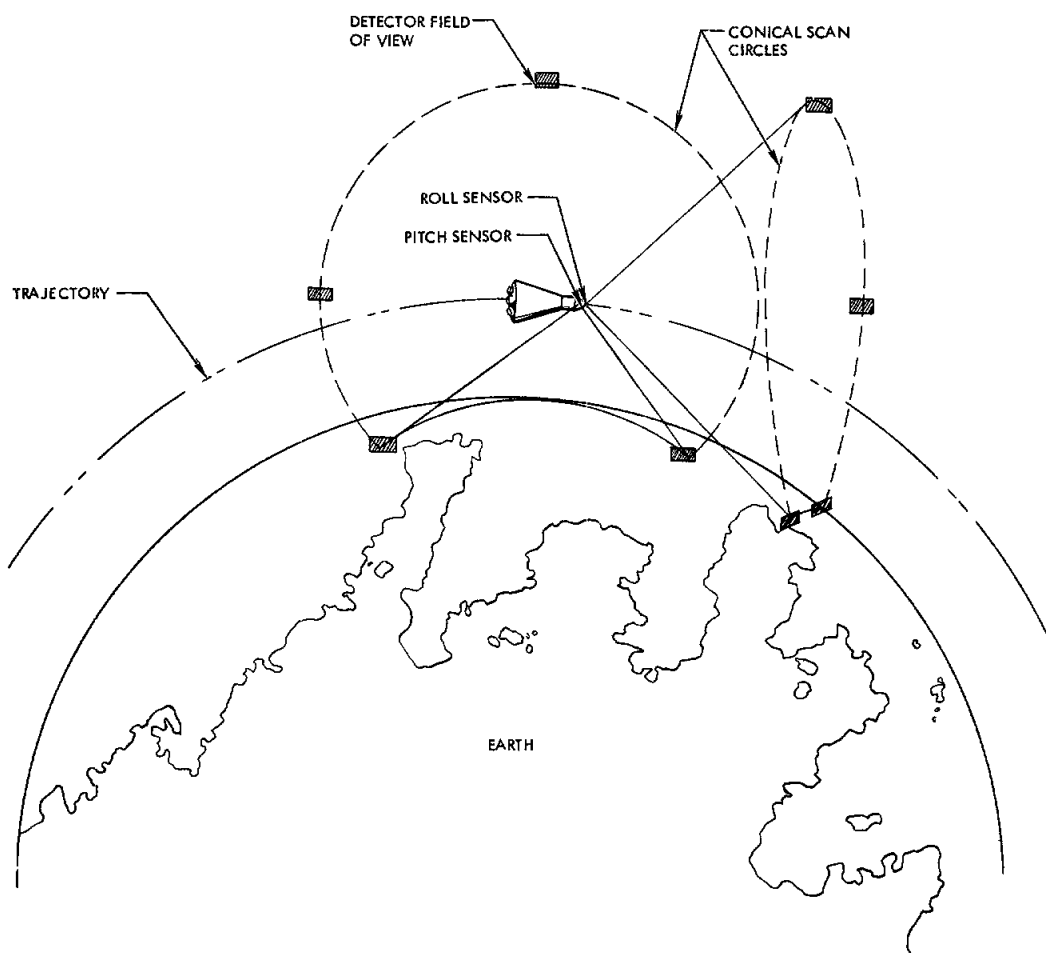 DETECTOR FIELD
OF VIEW
CONICAL SCAN
CIRCLES
ROLL SENSOR
PITCH SENSOR
TRAJECTORY
EARTH